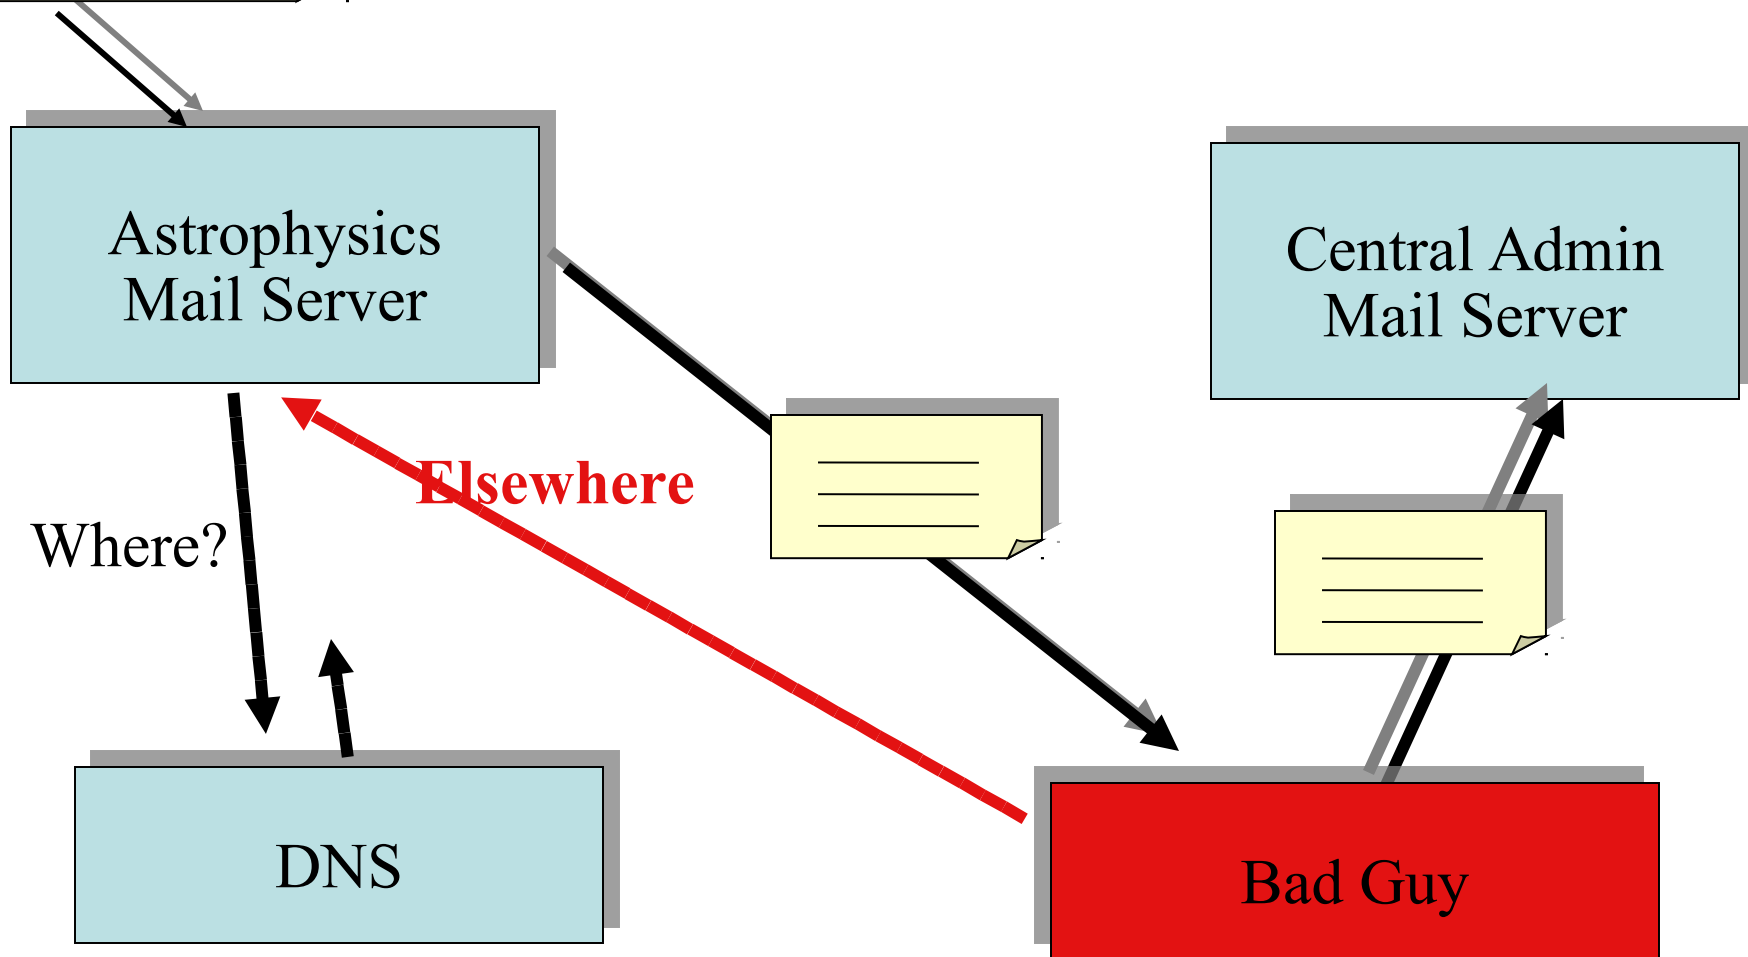 Astrophysics
Mail Server
Central Admin
Mail Server
Elsewhere
Where?
DNS
Bad Guy